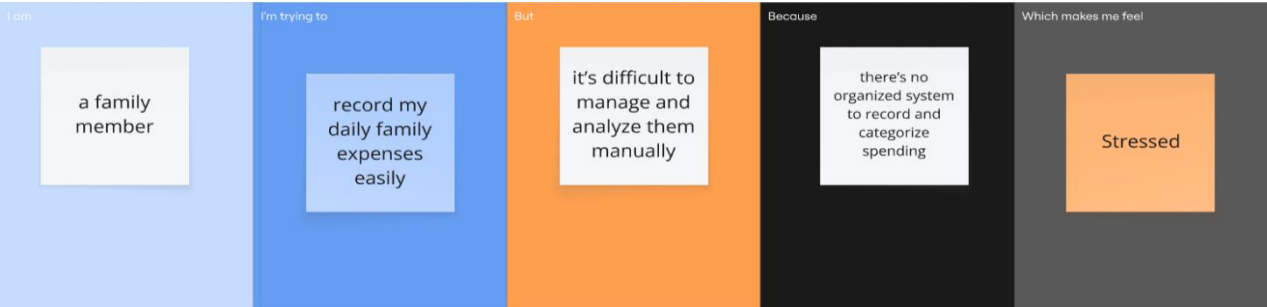 I am
a family
member
I'm trying to
record my
daily family
expenses
easily
But
it's difficult to
manage and
analyze them
manually
Because
there's no
organized system
to record and
categorize
spending
Which makes me feel
Stressed